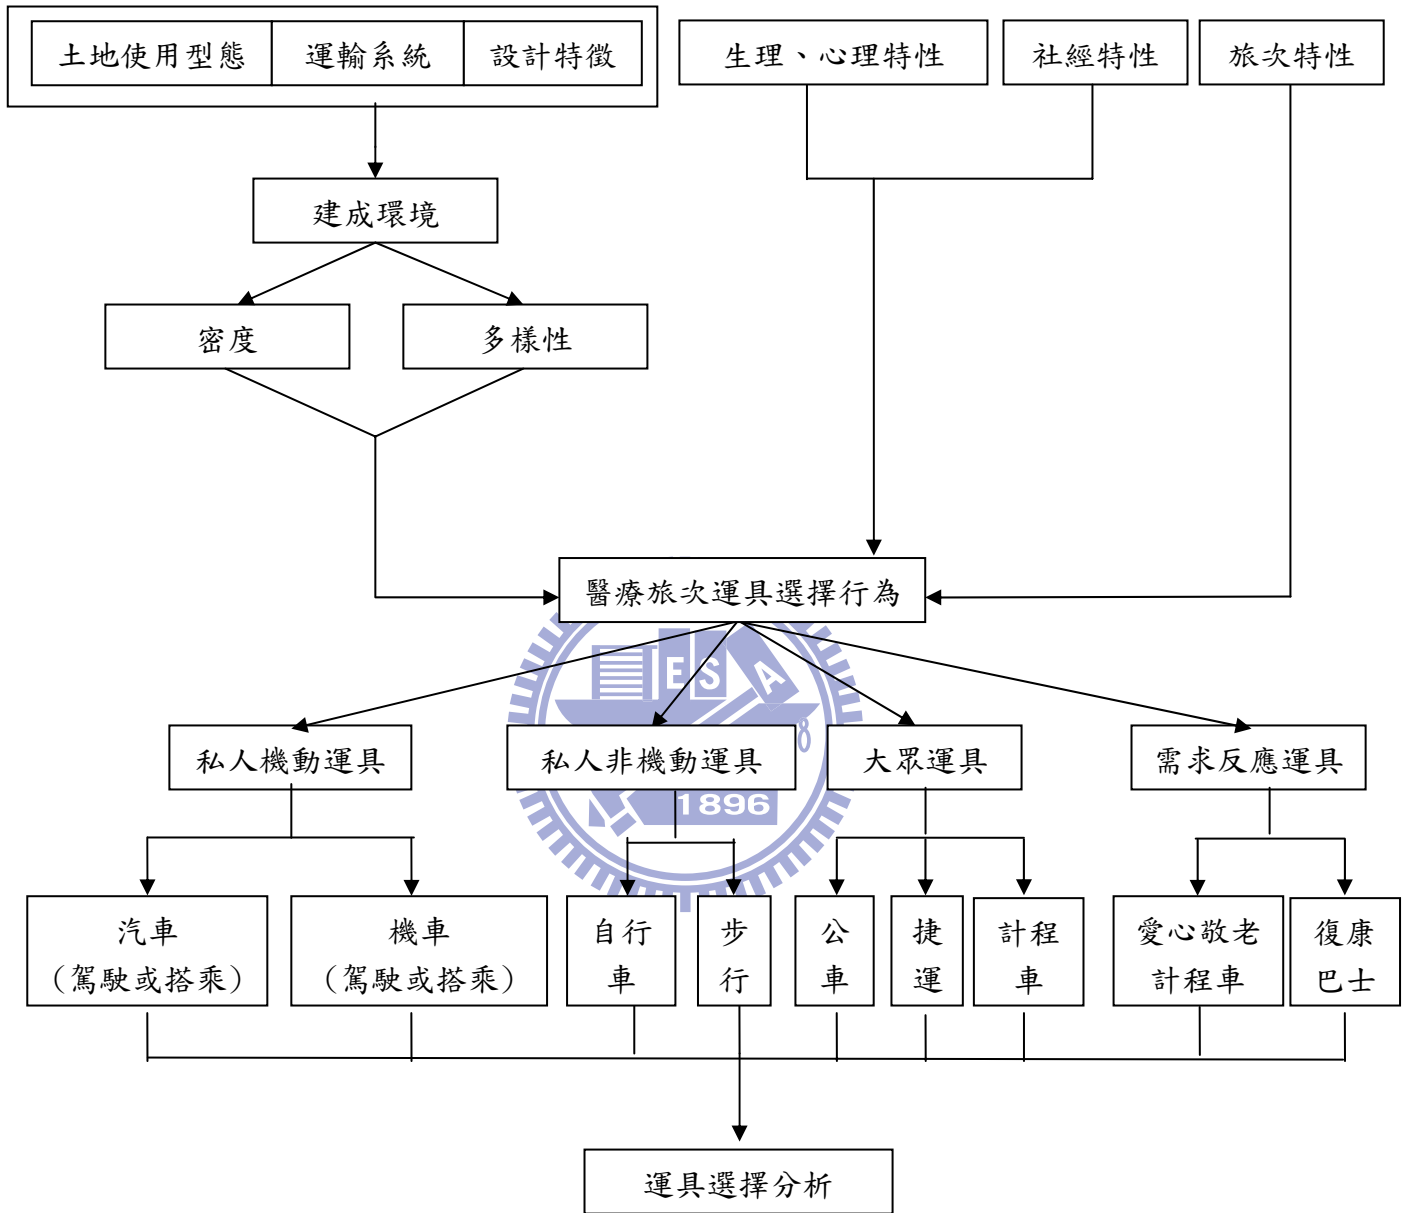 土地使用型態 運輸系統 設計特徵 生理、心理特性 社經特性 旅次特性
建成環境
密度 多樣性
醫療旅次運具選擇行為
ESA
8
私人機動運具 私人非機動運具 大眾運具 需求反應運具
1896
汽車 機車 自行 步 公 捷 計程 愛心敬老 復康
(駕駛或搭乘) (駕駛或搭乘) 車 行 車 運 車 計程車 巴士
運具選擇分析